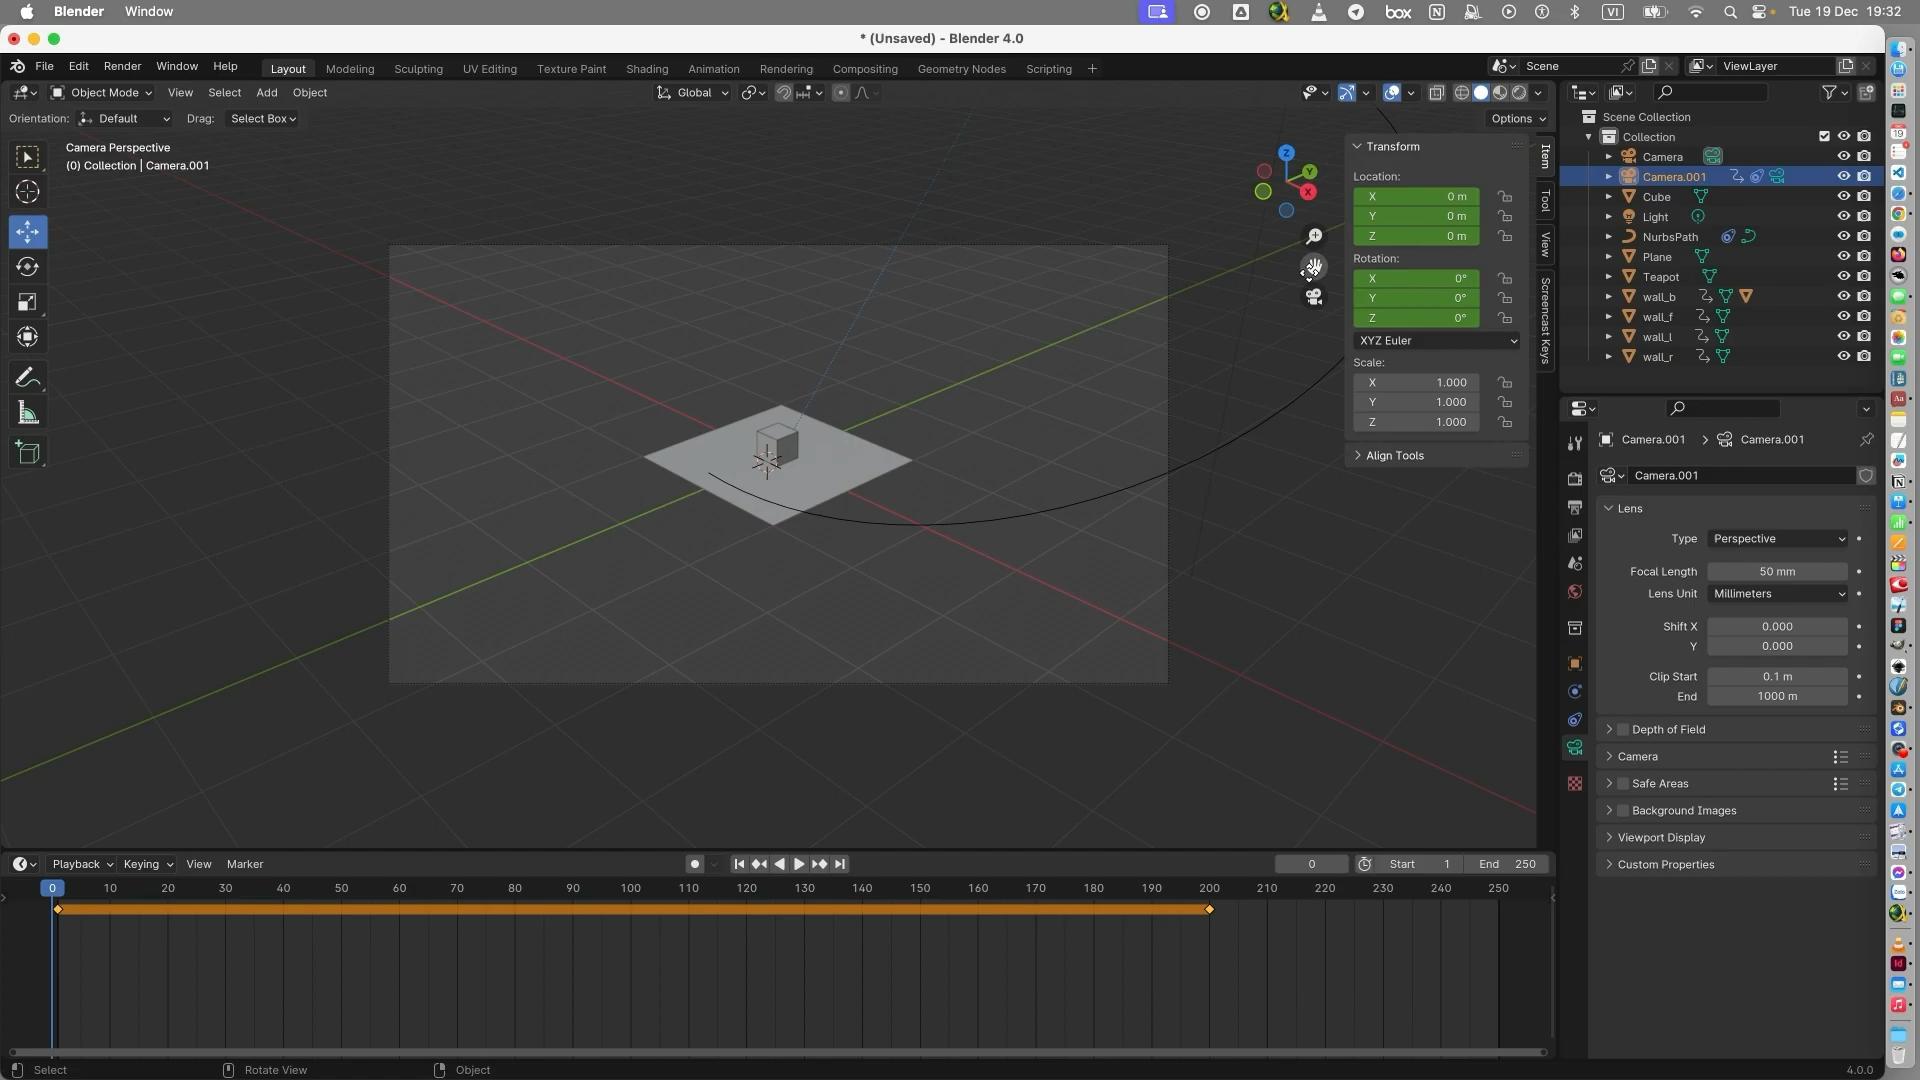 Blender Window
box N VI Tue 19 Dec 19:32
* (Unsaved) - Blender 4.0
File Edit Render Window Help Layout Modeling Sculpting UV Editing Texture Paint Shading Animation Rendering Compositing Geometry Nodes Scripting + Scene ViewLayer
Object Mode View Select Add Object Global
Orientation: Default Drag: Select Box Options
Camera Perspective
(0) Collection | Camera.001
Z
Y
X
Transform
Location:
X 0 m
Y 0 m
Z 0 m
Rotation:
X 0°
Y 0°
Z 0°
XYZ Euler
Scale:
X 1.000
Y 1.000
Z 1.000
Align Tools
Item
Tool
View
Screencast Keys
Scene Collection
Collection
Camera
Camera.001
Cube
Light
NurbsPath
Plane
Teapot
wall_b
wall_f
wall_l
wall_r
Camera.001 > Camera.001
Camera.001
Lens
Type Perspective
Focal Length 50 mm
Lens Unit Millimeters
Shift X 0.000
Y 0.000
Clip Start 0.1 m
End 1000 m
Depth of Field
Camera
Safe Areas
Background Images
Viewport Display
Custom Properties
Playback Keying View Marker 0 Start 1 End 250
0 10 20 30 40 50 60 70 80 90 100 110 120 130 140 150 160 170 180 190 200 210 220 230 240 250
Select Rotate View Object 4.0.0